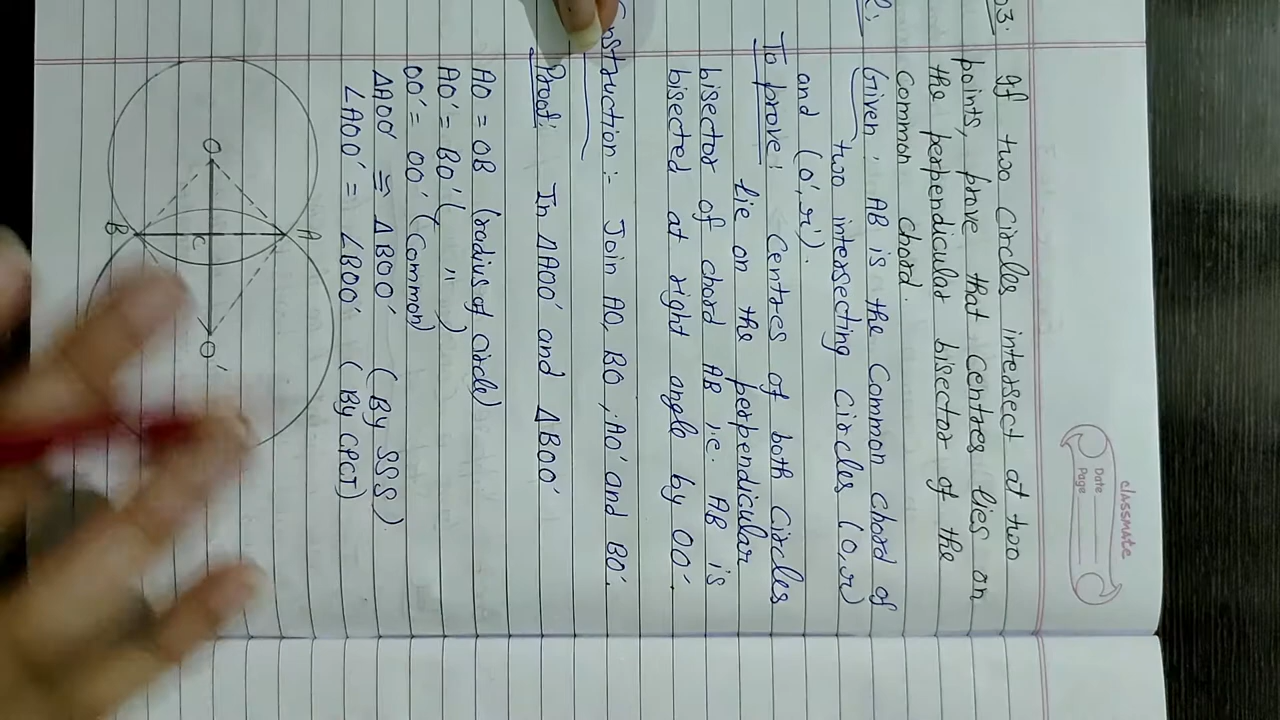 classmate
Date
Page
03. If two circles intersect at two
points, prove that centres lies on
the perpendicular bisector of the
common chord.
Given : AB is the common chord of
two intersecting circles (O,r)
and (O',r').
To prove : centres of both circles
lie on the perpendicular
bisector of chord AB i.e. AB is
bisected at right angle by OO'.
nstruction :- Join AO, BO ; AO' and BO'.
Proof : In ΔAOO' and ΔBOO'
AO = OB (radius of circle)
AO' = BO' ( " )
OO' = OO' (common)
ΔAOO' ≅ ΔBOO' (By SSS)
∠AOO' = ∠BOO' (By CPCT)
A
O C O'
B